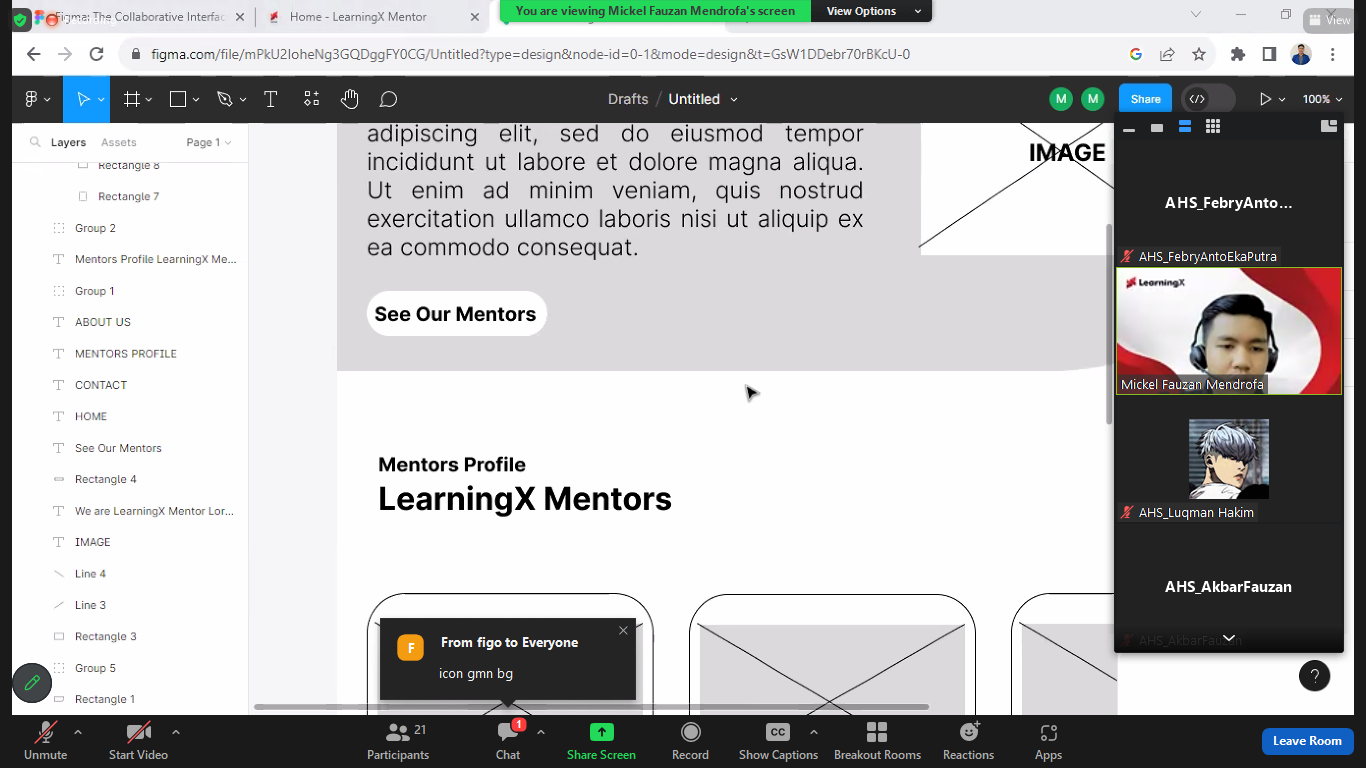 Figma: The Collaborative Interfac
Home - LearningX Mentor
You are viewing Mickel Fauzan Mendrofa's screen
View Options
View
figma.com/file/mPkU2IoheNg3GQDggFY0CG/Untitled?type=design&node-id=0-1&mode=design&t=GsW1DDebr70rBKcU-0
Drafts / Untitled
M
M
Share
100%
Layers
Assets
Page 1
Rectangle 8
Rectangle 7
Group 2
Mentors Profile LearningX Me...
Group 1
ABOUT US
MENTORS PROFILE
CONTACT
HOME
See Our Mentors
Rectangle 4
We are LearningX Mentor Lor...
IMAGE
Line 4
Line 3
Rectangle 3
Group 5
Rectangle 1
adipiscing elit, sed do eiusmod tempor
incididunt ut labore et dolore magna aliqua.
Ut enim ad minim veniam, quis nostrud
exercitation ullamco laboris nisi ut aliquip ex
ea commodo consequat.
See Our Mentors
IMAGE
Mentors Profile
LearningX Mentors
F
From figo to Everyone
icon gmn bg
AHS_FebryAnto...
AHS_FebryAntoEkaPutra
LearningX
Mickel Fauzan Mendrofa
AHS_Luqman Hakim
AHS_AkbarFauzan
AHS_AkbarFauzan
?
Unmute
Start Video
21
Participants
1
Chat
Share Screen
Record
CC
Show Captions
Breakout Rooms
Reactions
Apps
Leave Room